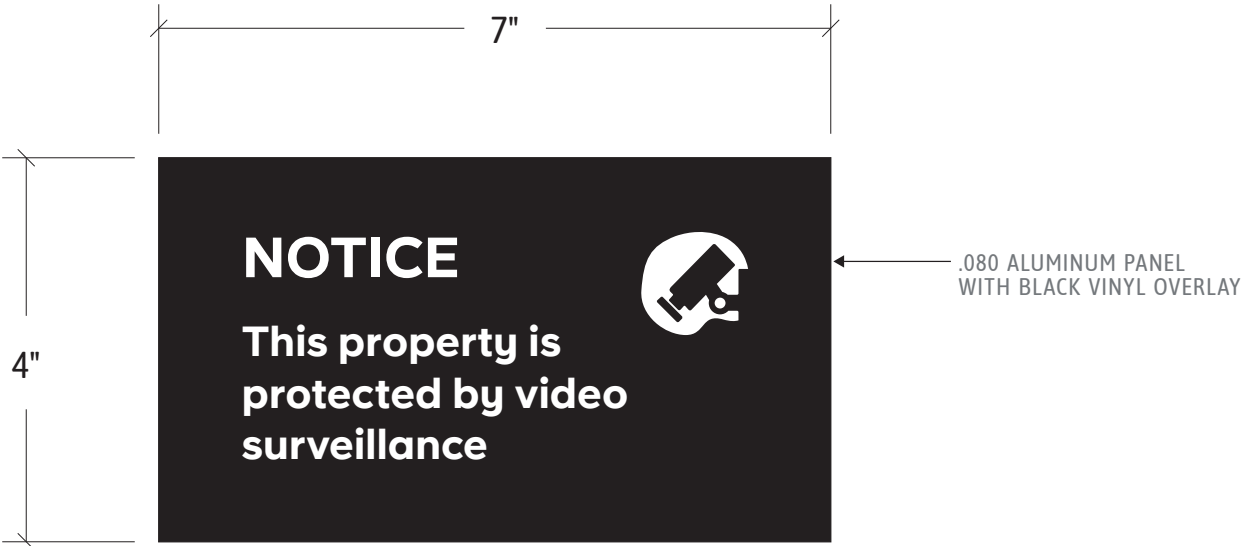 7"
4"
NOTICE
This property is
protected by video
surveillance
.080 ALUMINUM PANEL
WITH BLACK VINYL OVERLAY